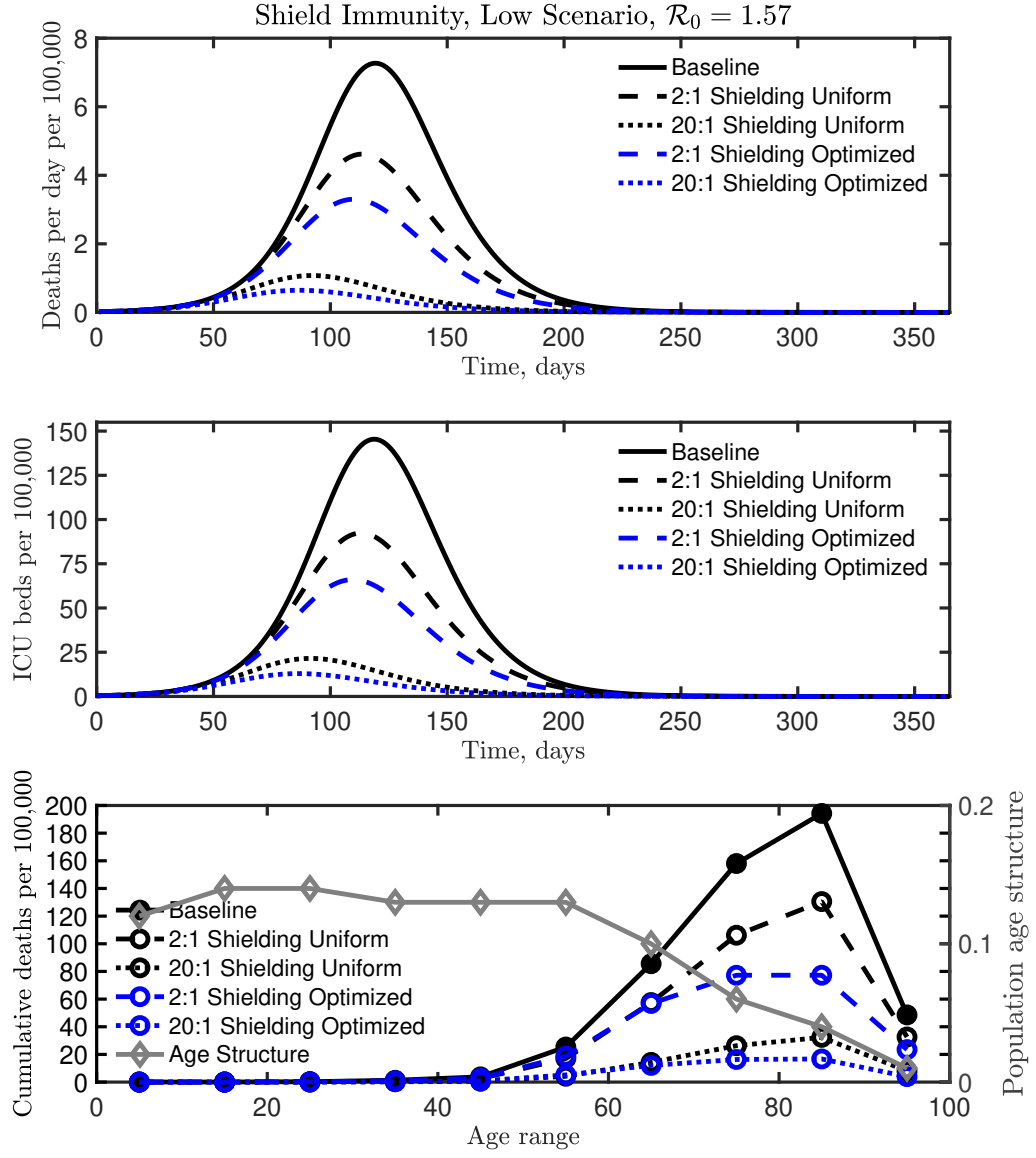 Shield Immunity, Low Scenario, $\mathcal{R}_0 = 1.57$
Deaths per day per 100,000
8
6
4
2
0
Baseline
2:1 Shielding Uniform
20:1 Shielding Uniform
2:1 Shielding Optimized
20:1 Shielding Optimized
0 50 100 150 200 250 300 350
Time, days
ICU beds per 100,000
150
125
100
75
50
25
0
Baseline
2:1 Shielding Uniform
20:1 Shielding Uniform
2:1 Shielding Optimized
20:1 Shielding Optimized
0 50 100 150 200 250 300 350
Time, days
Cumulative deaths per 100,000
200
180
160
140
120
100
80
60
40
20
0
Baseline
2:1 Shielding Uniform
20:1 Shielding Uniform
2:1 Shielding Optimized
20:1 Shielding Optimized
Age Structure
0.2
0.1
0
Population age structure
0 20 40 60 80 100
Age range